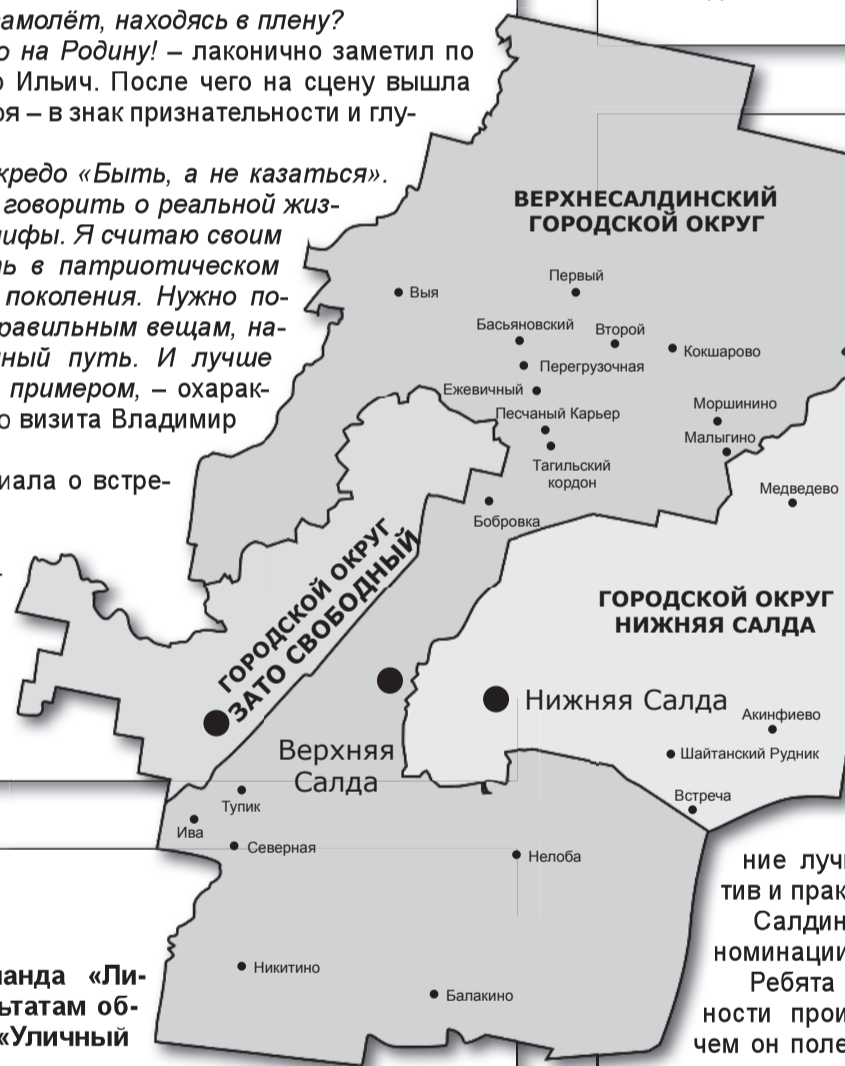 амолёт, находясь в плену?
о на Родину! – лаконично заметил по
о Ильич. После чего на сцену вышла
оя – в знак признательности и глу-
кредо «Быть, а не казаться».
говорить о реальной жиз-
ифы. Я считаю своим
ть в патриотическом
поколения. Нужно по-
равильным вещам, на-
ный путь. И лучше
примером, – охарак-
о визита Владимир
иала о встре-
ВЕРХНЕСАЛДИНСКИЙ
ГОРОДСКОЙ ОКРУГ
Выя
Первый
Басьяновский
Второй
Кокшарово
Перегрузочная
Ежевичный
Песчаный Карьер
Моршинино
Малыгино
Тагильский
кордон
Медведево
Бобровка
ГОРОДСКОЙ ОКРУГ
ЗАТО СВОБОДНЫЙ
ГОРОДСКОЙ ОКРУГ
НИЖНЯЯ САЛДА
Нижняя Салда
Верхняя
Салда
Акинфиево
Шайтанский Рудник
Встреча
Тупик
Ива
Северная
Нелоба
Никитино
Балакино
анда «Ли-
ьтатам об-
«Уличный
ние луч
тив и прак
Салдин
номинации
Ребята
ности прои
чем он поле